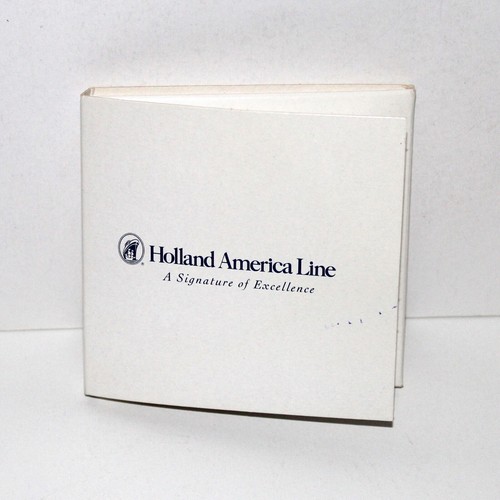 Holland America Line
A Signature of Excellence